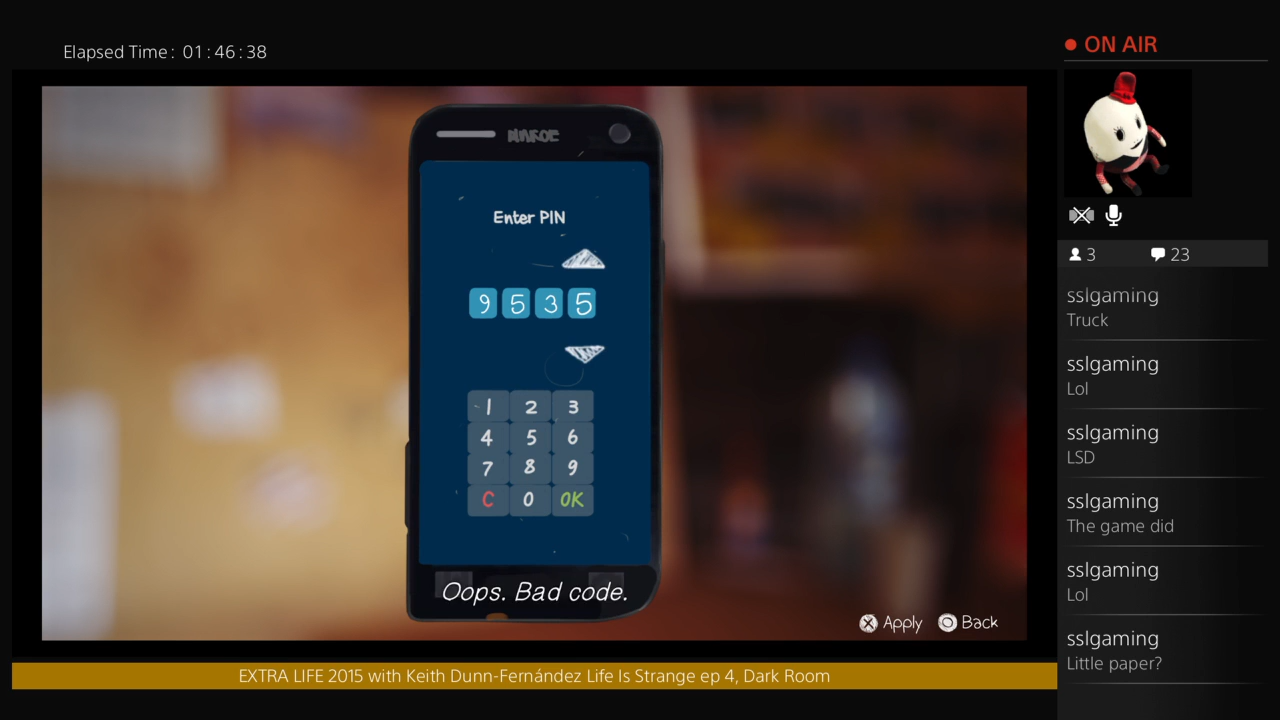 Elapsed Time: 01:46:38
ON AIR
3 23
Enter PIN
9 5 3 5
1 2 3
4 5 6
7 8 9
C 0 OK
Oops. Bad code.
Apply Back
EXTRA LIFE 2015 with Keith Dunn-Fernández Life Is Strange ep 4, Dark Room
sslgaming
Truck
sslgaming
Lol
sslgaming
LSD
sslgaming
The game did
sslgaming
Lol
sslgaming
Little paper?